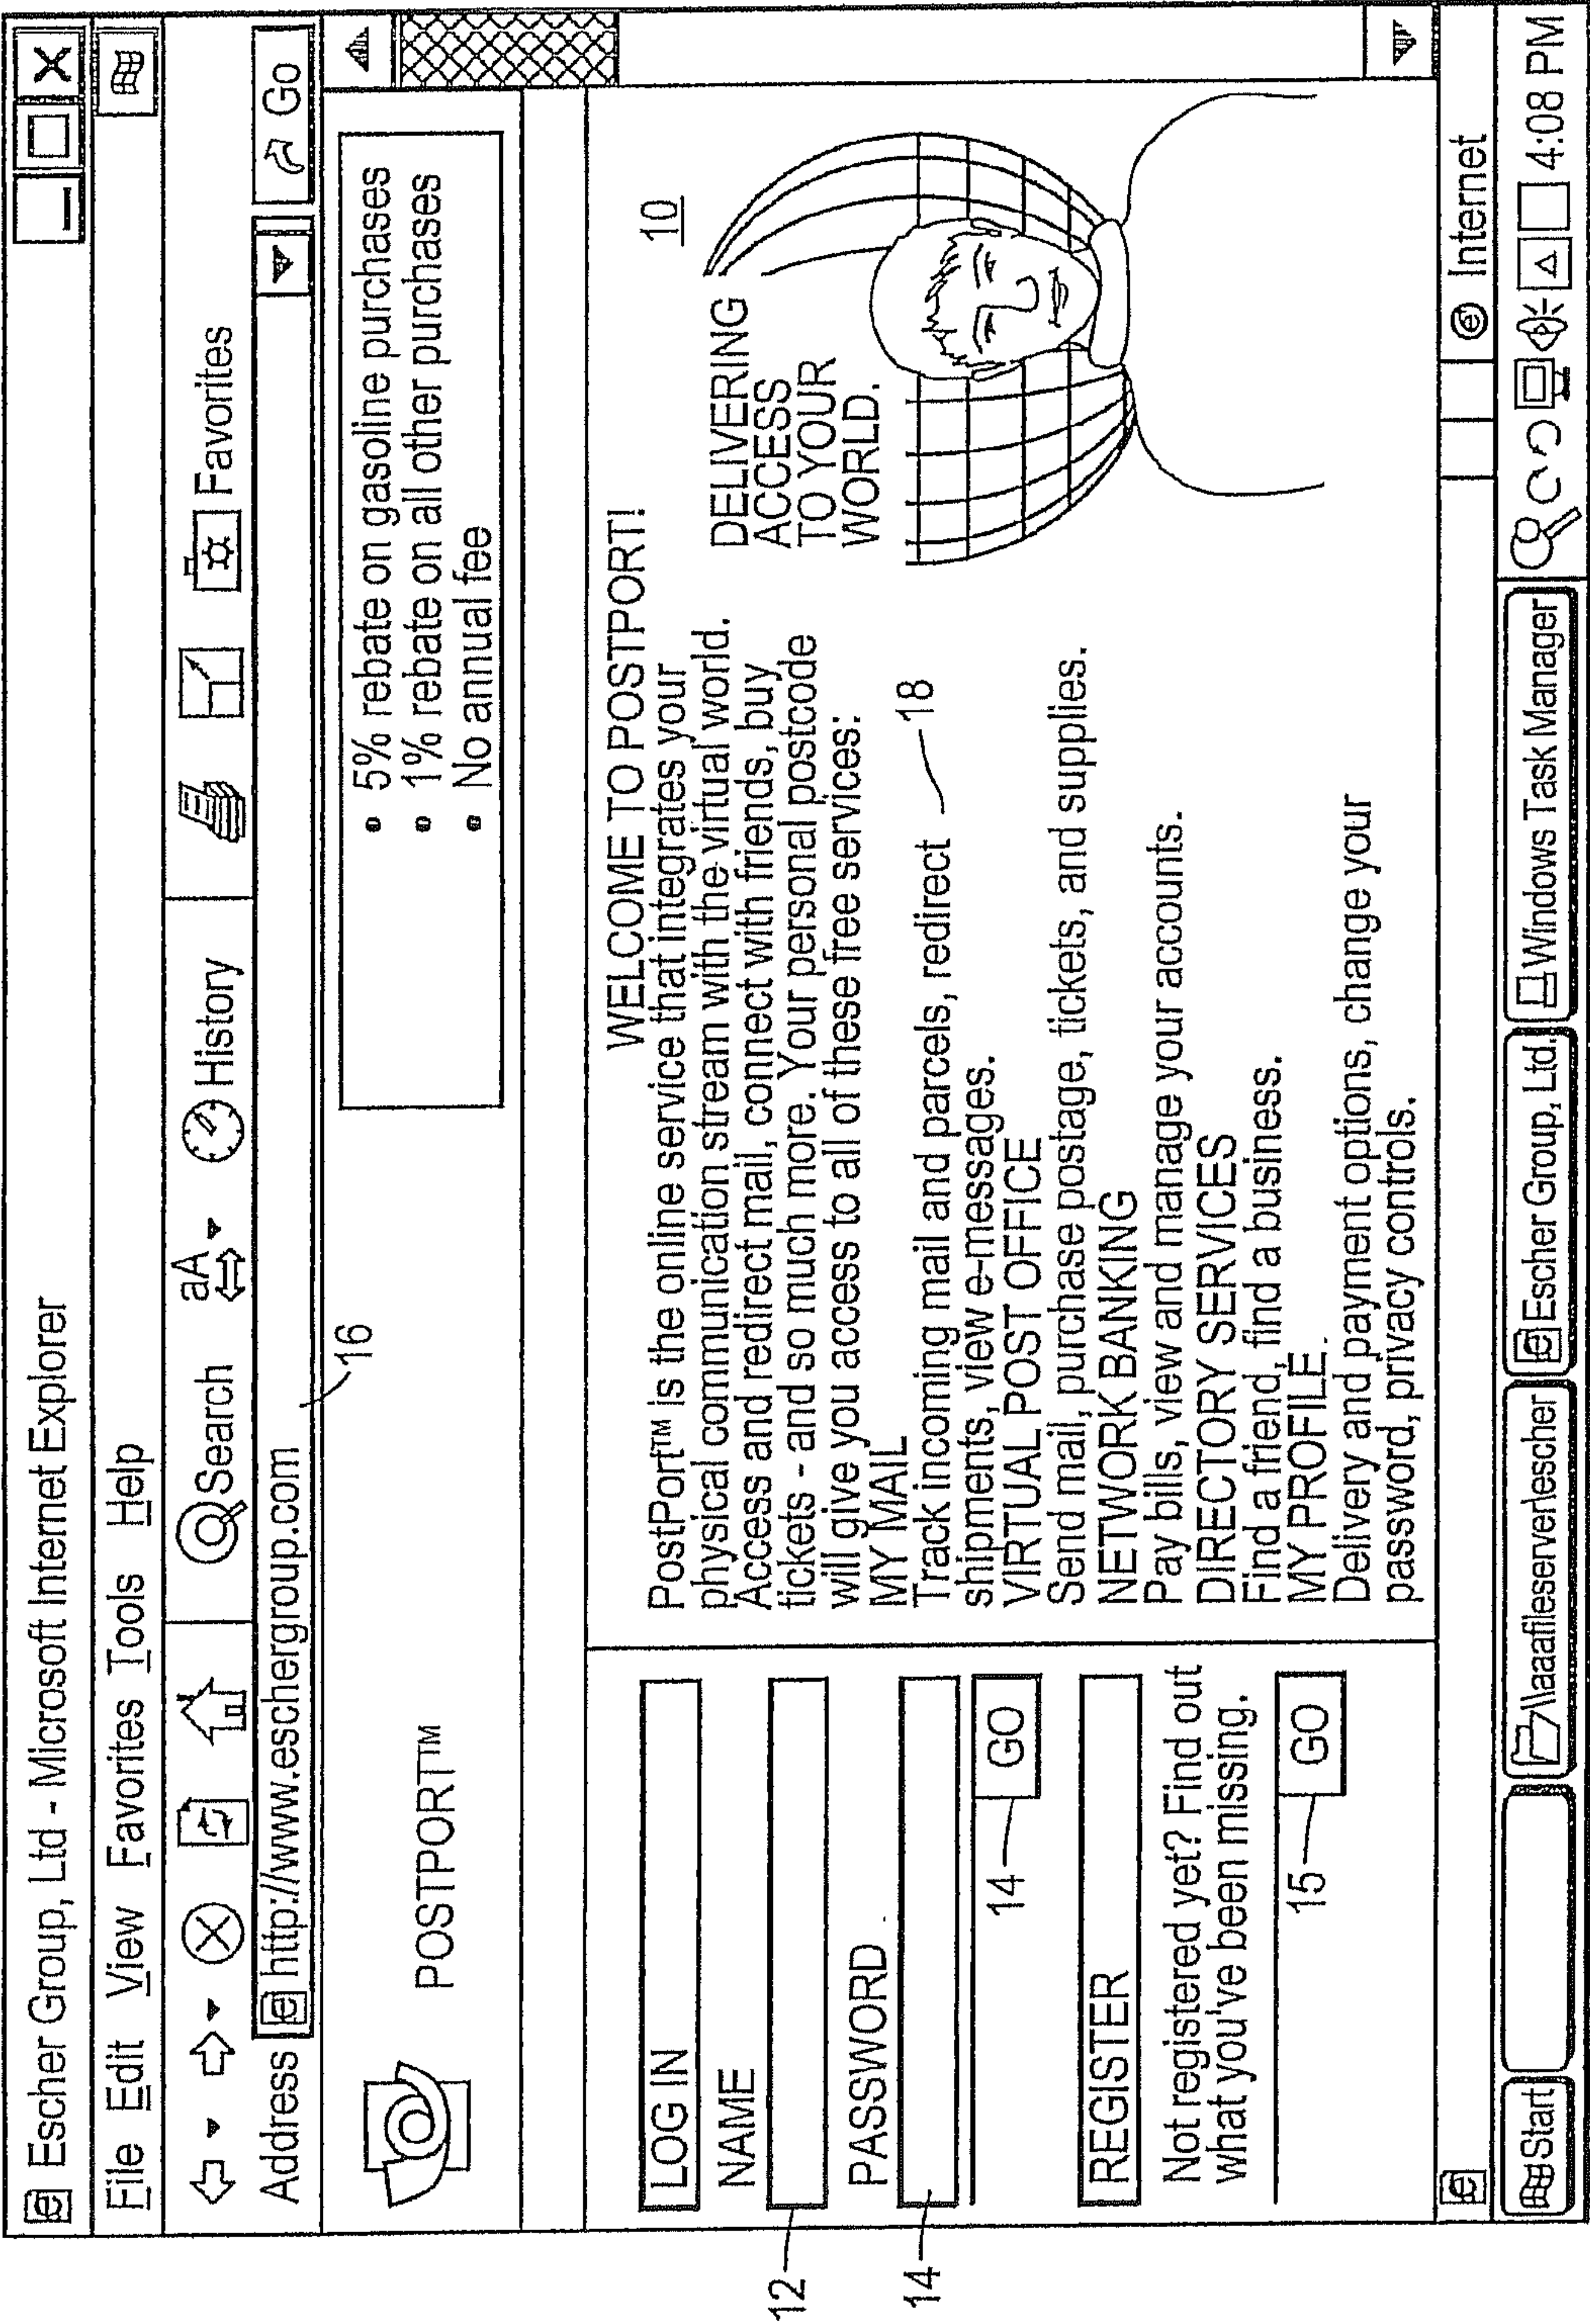 Escher Group, Ltd - Microsoft Internet Explorer
File Edit View Favorites Tools Help
Search aA History Favorites
Address http://www.eschergroup.com Go
16
POSTPORT™
• 5% rebate on gasoline purchases
• 1% rebate on all other purchases
• No annual fee
LOG IN
NAME
12
PASSWORD
14
GO
14
REGISTER
Not registered yet? Find out
what you've been missing.
GO
15
WELCOME TO POSTPORT!
PostPort™ is the online service that integrates your
physical communication stream with the virtual world.
Access and redirect mail, connect with friends, buy
tickets - and so much more. Your personal postcode
will give you access to all of these free services:
MY MAIL
Track incoming mail and parcels, redirect
18
shipments, view e-messages.
VIRTUAL POST OFFICE
Send mail, purchase postage, tickets, and supplies.
NETWORK BANKING
Pay bills, view and manage your accounts.
DIRECTORY SERVICES
Find a friend, find a business.
MY PROFILE.
Delivery and payment options, change your
password, privacy controls.
10
DELIVERING
ACCESS
TO YOUR
WORLD.
Internet
Start \\aaafileserverlescher Escher Group, Ltd. Windows Task Manager 4:08 PM